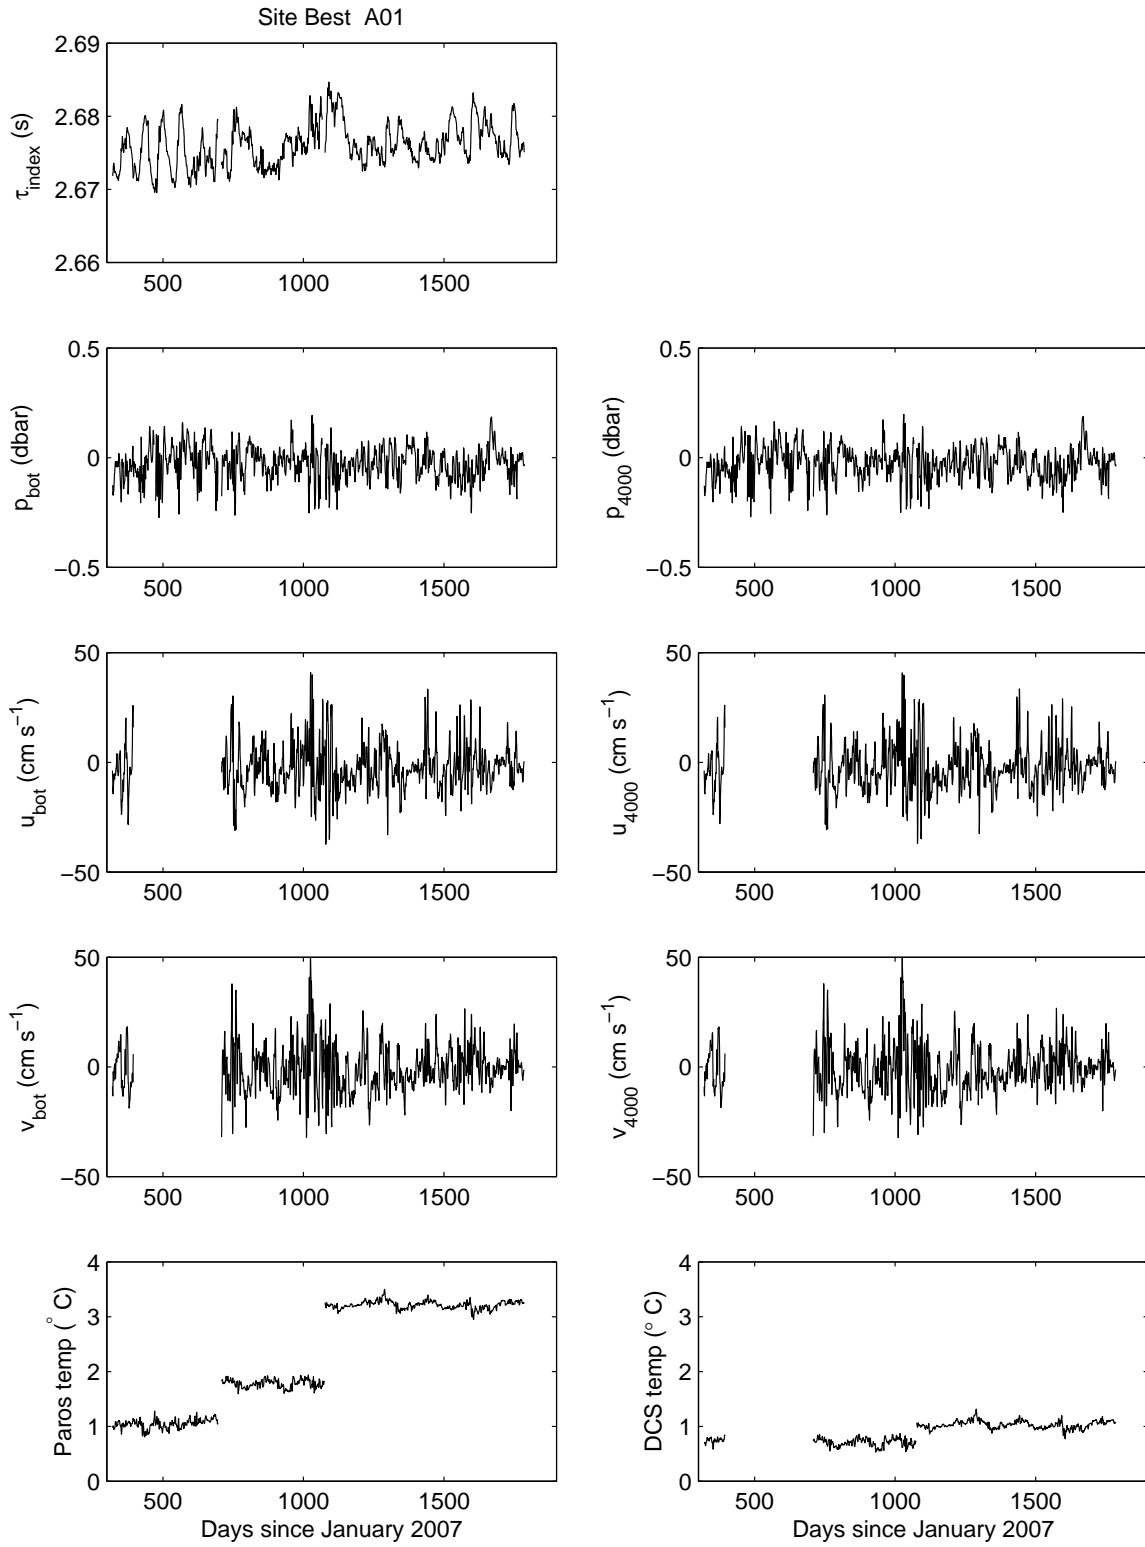 Site Best A01
2.69
2.68
2.67
2.66
τindex (s)
500 1000 1500
0.5
0
−0.5
pbot (dbar)
500 1000 1500
0.5
0
−0.5
p4000 (dbar)
500 1000 1500
50
0
−50
ubot (cm s−1)
500 1000 1500
50
0
−50
u4000 (cm s−1)
500 1000 1500
50
0
−50
vbot (cm s−1)
500 1000 1500
50
0
−50
v4000 (cm s−1)
500 1000 1500
4
3
2
1
0
Paros temp (° C)
500 1000 1500
Days since January 2007
4
3
2
1
0
DCS temp (° C)
500 1000 1500
Days since January 2007